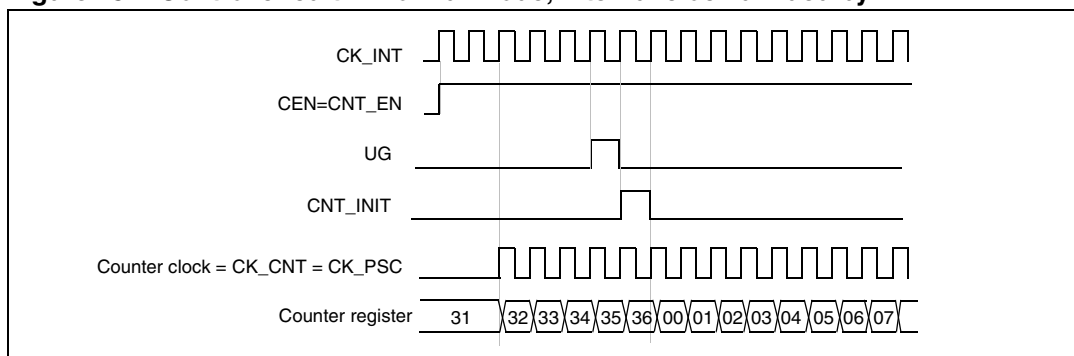 CK_INT
CEN=CNT_EN
UG
CNT_INIT
Counter clock = CK_CNT = CK_PSC
Counter register 31 32 33 34 35 36 00 01 02 03 04 05 06 07